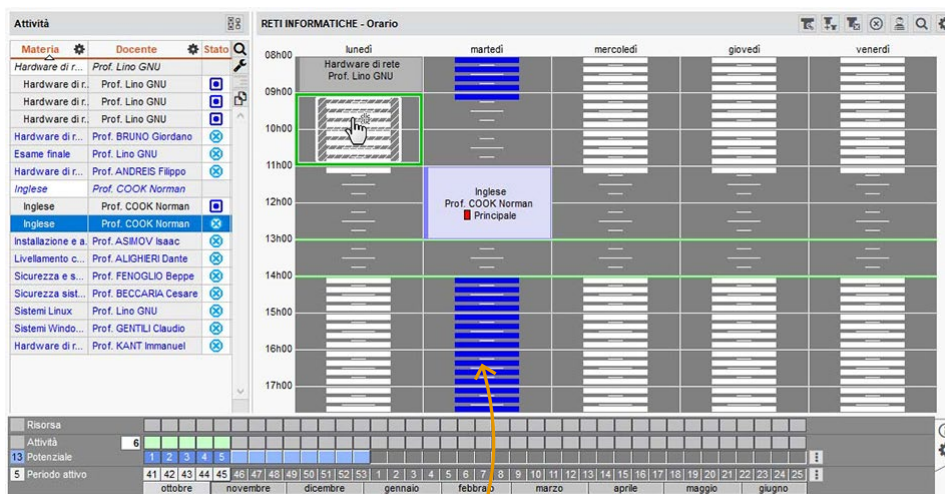 Attività
Materia Docente Stato
Hardware di r... Prof. Lino GNU
Hardware di r.. Prof. Lino GNU
Hardware di r.. Prof. Lino GNU
Hardware di r.. Prof. Lino GNU
Hardware di r... Prof. BRUNO Giordano
Esame finale Prof. Lino GNU
Hardware di r... Prof. ANDREIS Filippo
Inglese Prof. COOK Norman
Inglese Prof. COOK Norman
Inglese Prof. COOK Norman
Installazione e a. Prof. ASIMOV Isaac
Livellamento c... Prof. ALIGHIERI Dante
Sicurezza e s... Prof. FENOGLIO Beppe
Sicurezza sist... Prof. BECCARIA Cesare
Sistemi Linux Prof. Lino GNU
Sistemi Windo... Prof. GENTILI Claudio
Hardware di r... Prof. KANT Immanuel
RETI INFORMATICHE - Orario
lunedì martedì mercoledì giovedì venerdì
08h00
Hardware di rete
Prof. Lino GNU
09h00
10h00
11h00
Inglese
12h00
Prof. COOK Norman
Principale
13h00
14h00
15h00
16h00
17h00
Risorsa
Attività 6
13 Potenziale 1 2 3 4 5
5 Periodo attivo 41 42 43 44 45 46 47 48 49 50 51 52 53 1 2 3 4 5 6 7 8 9 10 11 12 13 14 15 16 17 18 19 20 21 22 23 24 25
ottobre novembre dicembre gennaio febbraio marzo aprile maggio giugno